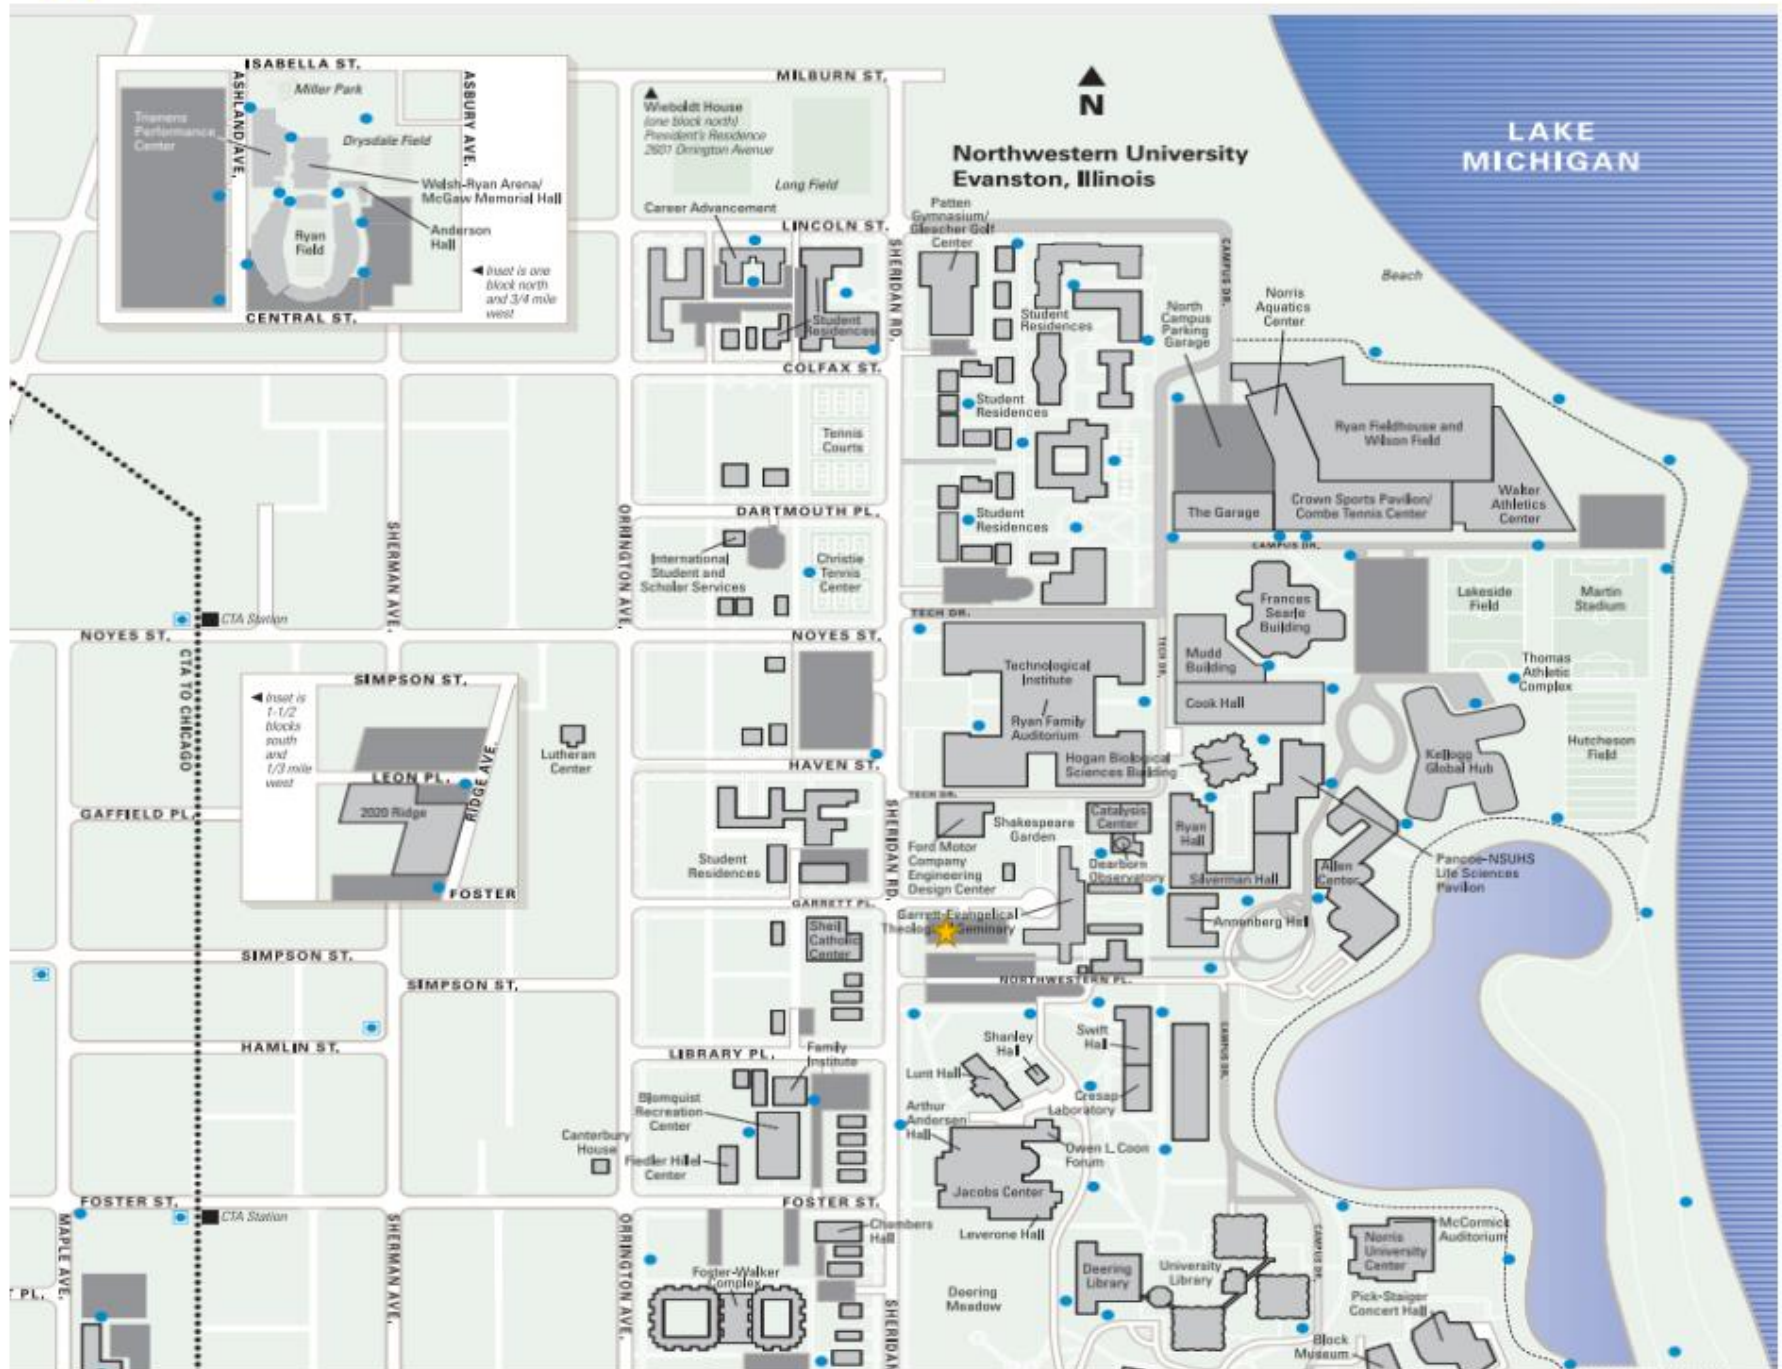 ISABELLA ST.
Miller Park
ASHLAND AVE.
ASBURY AVE.
Trienens
Performance
Center
Drysdale Field
Welsh-Ryan Arena/
McGaw Memorial Hall
Anderson
Hall
Ryan
Field
◄ Inset is one
block north
and 3/4 mile
west
CENTRAL ST.
MILBURN ST.
Wieboldt House
(one block north)
President's Residence
2601 Orrington Avenue
Long Field
N
Northwestern University
Evanston, Illinois
LAKE
MICHIGAN
Career Advancement
LINCOLN ST.
Patten
Gymnasium/
Gleacher Golf
Center
SHERIDAN RD.
CAMPUS DR.
Beach
Student
Residences
Student
Residences
North
Campus
Parking
Garage
Norris
Aquatics
Center
COLFAX ST.
Student
Residences
Tennis
Courts
Ryan Fieldhouse and
Wilson Field
The Garage
Crown Sports Pavilion/
Combe Tennis Center
Walter
Athletics
Center
CAMPUS DR.
DARTMOUTH PL.
ORRINGTON AVE.
SHERMAN AVE.
Student
Residences
International
Student and
Scholar Services
Christie
Tennis
Center
Frances
Searle
Building
Lakeside
Field
Martin
Stadium
CTA Station
NOYES ST.
NOYES ST.
TECH DR.
TECH DR.
CTA TO CHICAGO
Technological
Institute
/
Ryan Family
Auditorium
Mudd
Building
Cook Hall
Thomas
Athletic
Complex
SIMPSON ST.
◄ Inset is
1-1/2
blocks
south
and
1/3 mile
west
LEON PL.
RIDGE AVE.
2020 Ridge
FOSTER
Lutheran
Center
Hogan Biological
Sciences Building
Kellogg
Global Hub
Hutcheson
Field
HAVEN ST.
TECH DR.
GAFFIELD PL.
SHERIDAN RD.
Shakespeare
Garden
Catalysis
Center
Ryan
Hall
Ford Motor
Company
Engineering
Design Center
Dearborn
Observatory
Silverman Hall
Allen
Center
Pancoe-NSUHS
Life Sciences
Pavilion
Student
Residences
GARRETT PL.
Garrett-Evangelical
Theological Seminary
Annenberg Hall
Sheil
Catholic
Center
SIMPSON ST.
SIMPSON ST.
NORTHWESTERN PL.
Shanley
Hall
Swift
Hall
CAMPUS DR.
HAMLIN ST.
LIBRARY PL.
Family
Institute
Lunt Hall
Cresap
Laboratory
Blomquist
Recreation
Center
Arthur
Andersen
Hall
Canterbury
House
Fiedler Hillel
Center
Owen L. Coon
Forum
Jacobs Center
Leverone Hall
FOSTER ST.
FOSTER ST.
CTA Station
MAPLE AVE.
SHERMAN AVE.
ORRINGTON AVE.
Chambers
Hall
Foster-Walker
Complex
SHERIDAN
Deering
Meadow
Deering
Library
University
Library
CAMPUS DR.
Norris
University
Center
McCormick
Auditorium
Pick-Staiger
Concert Hall
Block
Museum
PL.